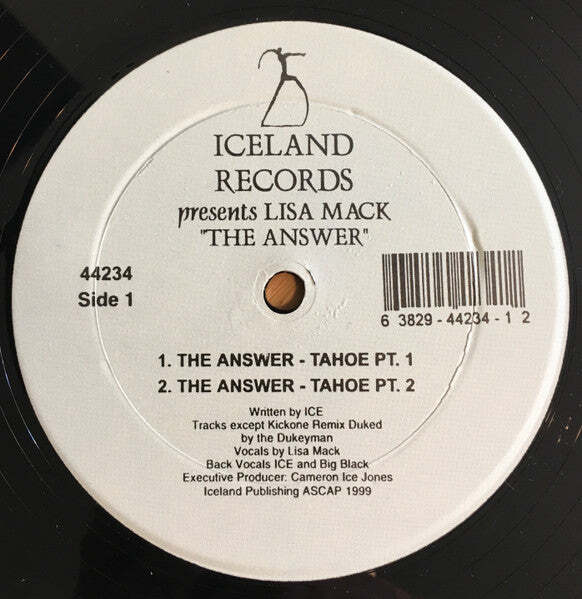 ICELAND
RECORDS
presents LISA MACK
"THE ANSWER"
44234
Side 1
6 3829 - 44234 - 1 2
1. THE ANSWER - TAHOE PT. 1
2. THE ANSWER - TAHOE PT. 2
Written by ICE
Tracks except Kickone Remix Duked
by the Dukeyman
Vocals by Lisa Mack
Back Vocals ICE and Big Black
Executive Producer: Cameron Ice Jones
Iceland Publishing ASCAP 1999